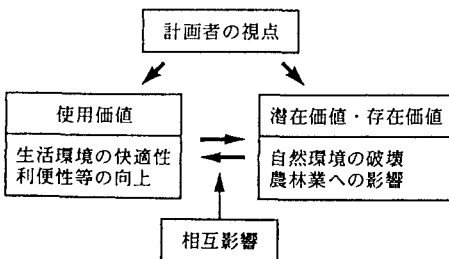 計画者の視点
使用価値
生活環境の快適性
利便性等の向上
潜在価値・存在価値
自然環境の破壊
農林業への影響
相互影響